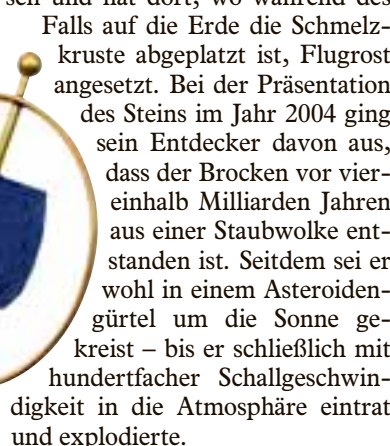 sen und hat dort, wo während des
Falls auf die Erde die Schmelz-
kruste abgeplatzt ist, Flugrost
angesetzt. Bei der Präsentation
des Steins im Jahr 2004 ging
sein Entdecker davon aus,
dass der Brocken vor vier-
einhalb Milliarden Jahren
aus einer Staubwolke ent-
standen ist. Seitdem sei er
wohl in einem Asteroiden-
gürtel um die Sonne ge-
kreist – bis er schließlich mit
hundertfacher Schallgeschwin-
digkeit in die Atmosphäre eintrat
und explodierte.